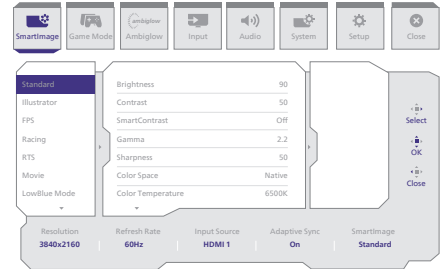 SmartImage
Game Mode
ambiglow
Ambiglow
Input
Audio
System
Setup
Close
Standard
Illustrator
FPS
Racing
RTS
Movie
LowBlue Mode
Brightness 90
Contrast 50
SmartContrast Off
Gamma 2.2
Sharpness 50
Color Space Native
Color Temperature 6500K
Select
OK
Close
Resolution Refresh Rate Input Source Adaptive Sync SmartImage
3840x2160 60Hz HDMI 1 On Standard